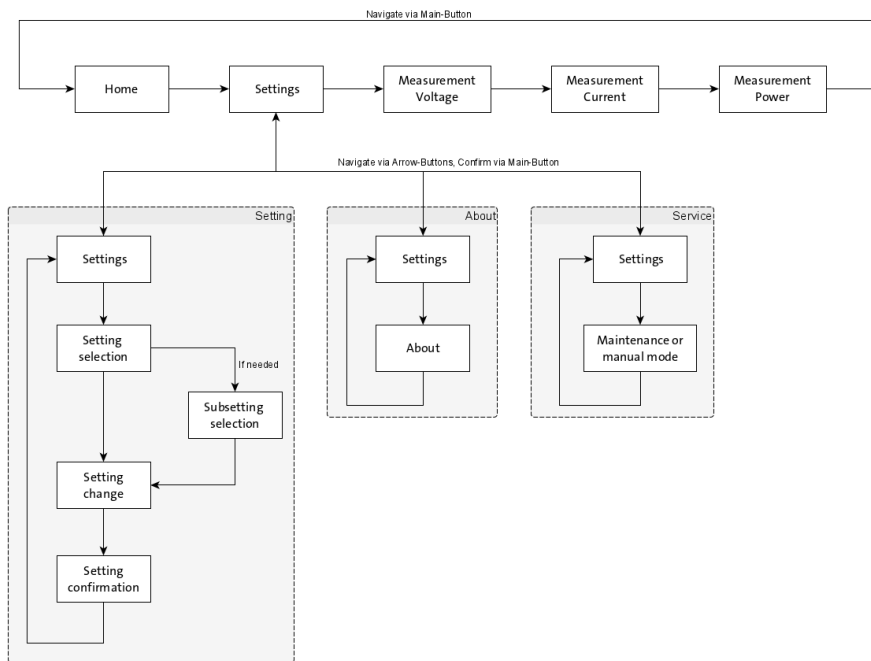 Navigate via Main-Button
Home
Settings
Measurement
Voltage
Measurement
Current
Measurement
Power
Navigate via Arrow-Buttons, Confirm via Main-Button
Setting
Settings
Setting
selection
If needed
Subsetting
selection
Setting
change
Setting
confirmation
About
Settings
About
Service
Settings
Maintenance or
manual mode